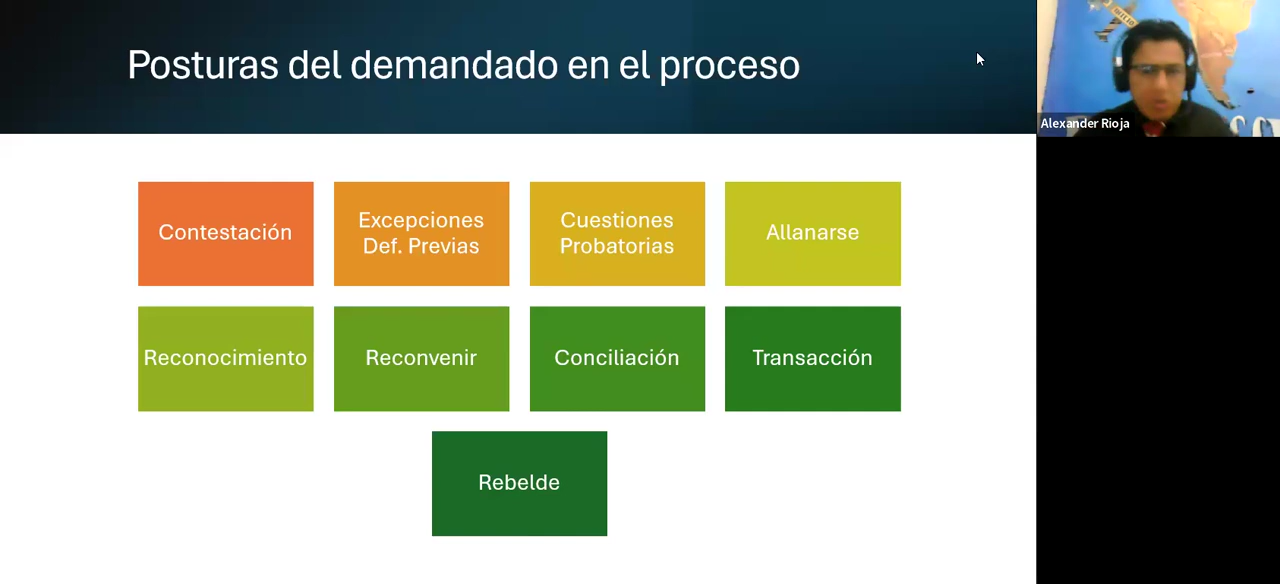 Posturas del demandado en el proceso
Alexander Rioja
Contestación
Excepciones
Def. Previas
Cuestiones
Probatorias
Allanarse
Reconocimiento
Reconvenir
Conciliación
Transacción
Rebelde